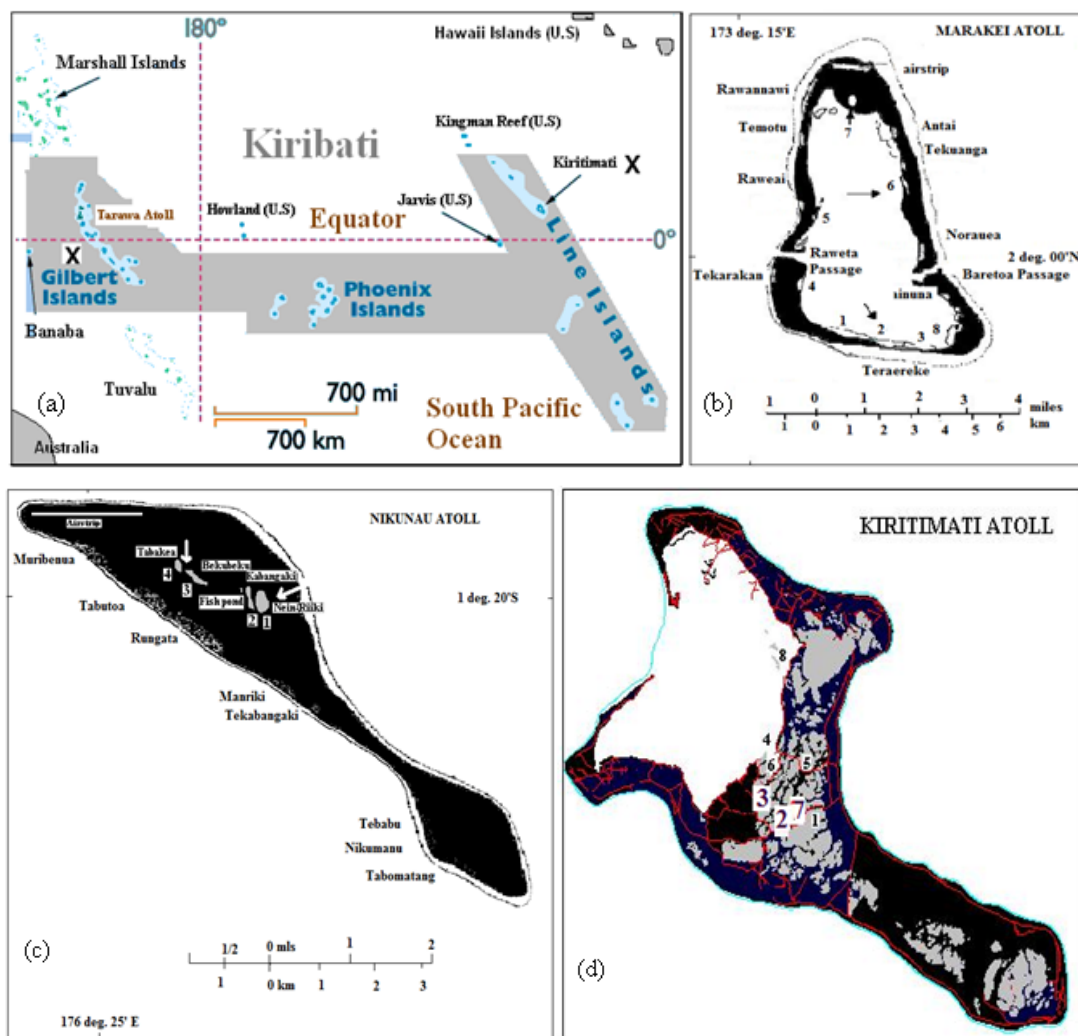 180°
Hawaii Islands (U.S)
Marshall Islands
Kingman Reef (U.S)
Kiribati
Kiritimati X
Tarawa Atoll
Howland (U.S)
Jarvis (U.S)
Equator
0°
X
Gilbert
Islands
Phoenix
Islands
Line Islands
Banaba
Tuvalu
700 mi
700 km
(a)
South Pacific
Ocean
Australia
173 deg. 15'E
MARAKEI ATOLL
airstrip
Rawannawi
7
Antai
Temotu
Tekuanga
Raweai
6
5
Norauea
Raweta
Passage
2 deg. 00'N
Tekarakan
Baretoa Passage
4
inuna
1
2
3
8
Teraereke
(b)
1 0 1 2 3 4
miles
1 0 1 2 3 4 5 6
km
NIKUNAU ATOLL
Airstrip
Muribenua
Tabakea
Bekubeku
4
3
Kabangaki
1 deg. 20'S
Fish pond
Nein Riiki
2 1
Tabutoa
Rungata
Manriki
Tekabangaki
Tebabu
Nikumanu
Tabomatang
(c)
1/2 0 mls 1 2
1 0 km 1 2 3
176 deg. 25' E
KIRITIMATI ATOLL
8
4
6
5
3
7
2
1
(d)